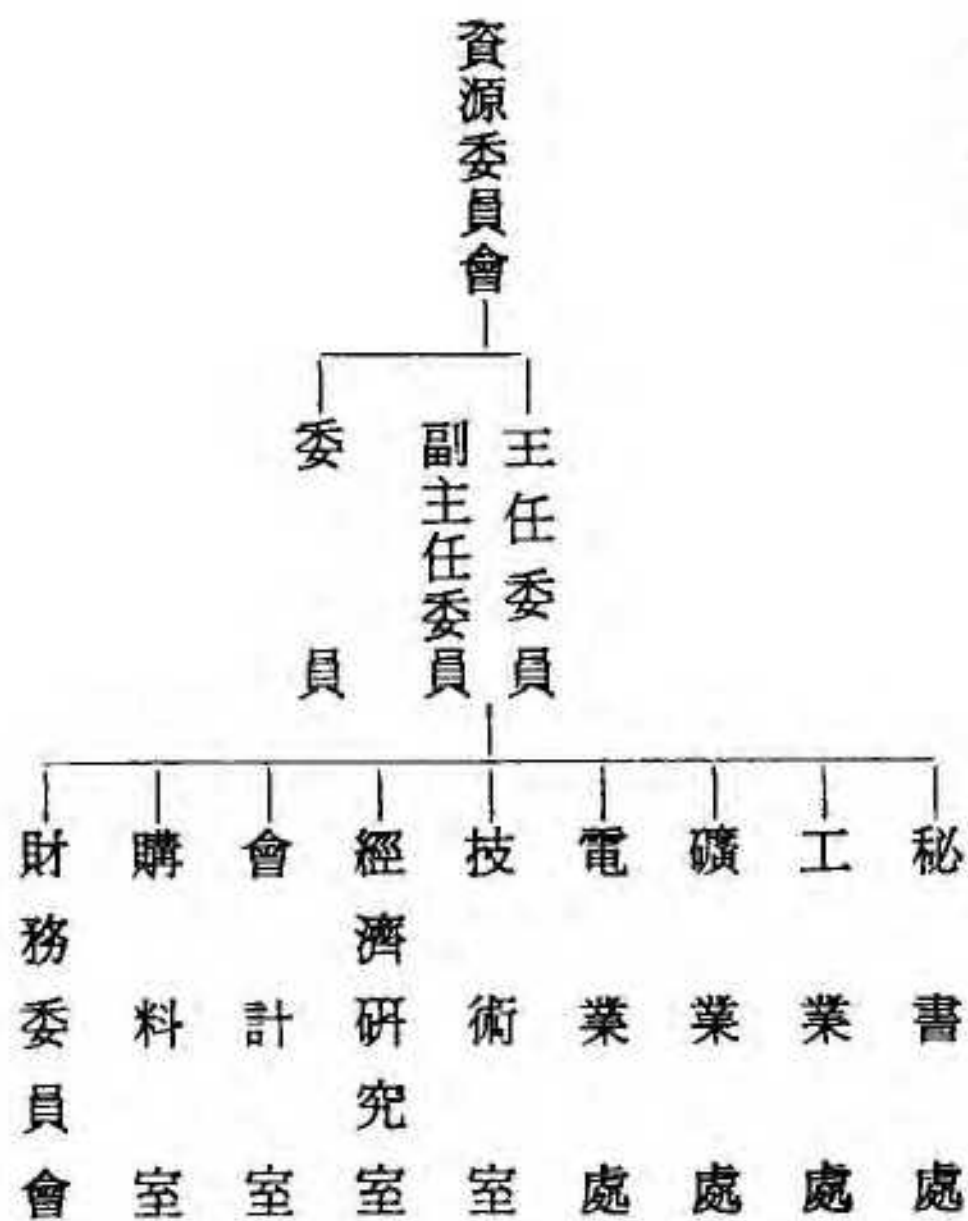 資源委員會
主任委員
副主任委員
委員
秘書處
工業處
礦業處
電業處
技術室
經濟研究室
會計室
購料室
財務委員會